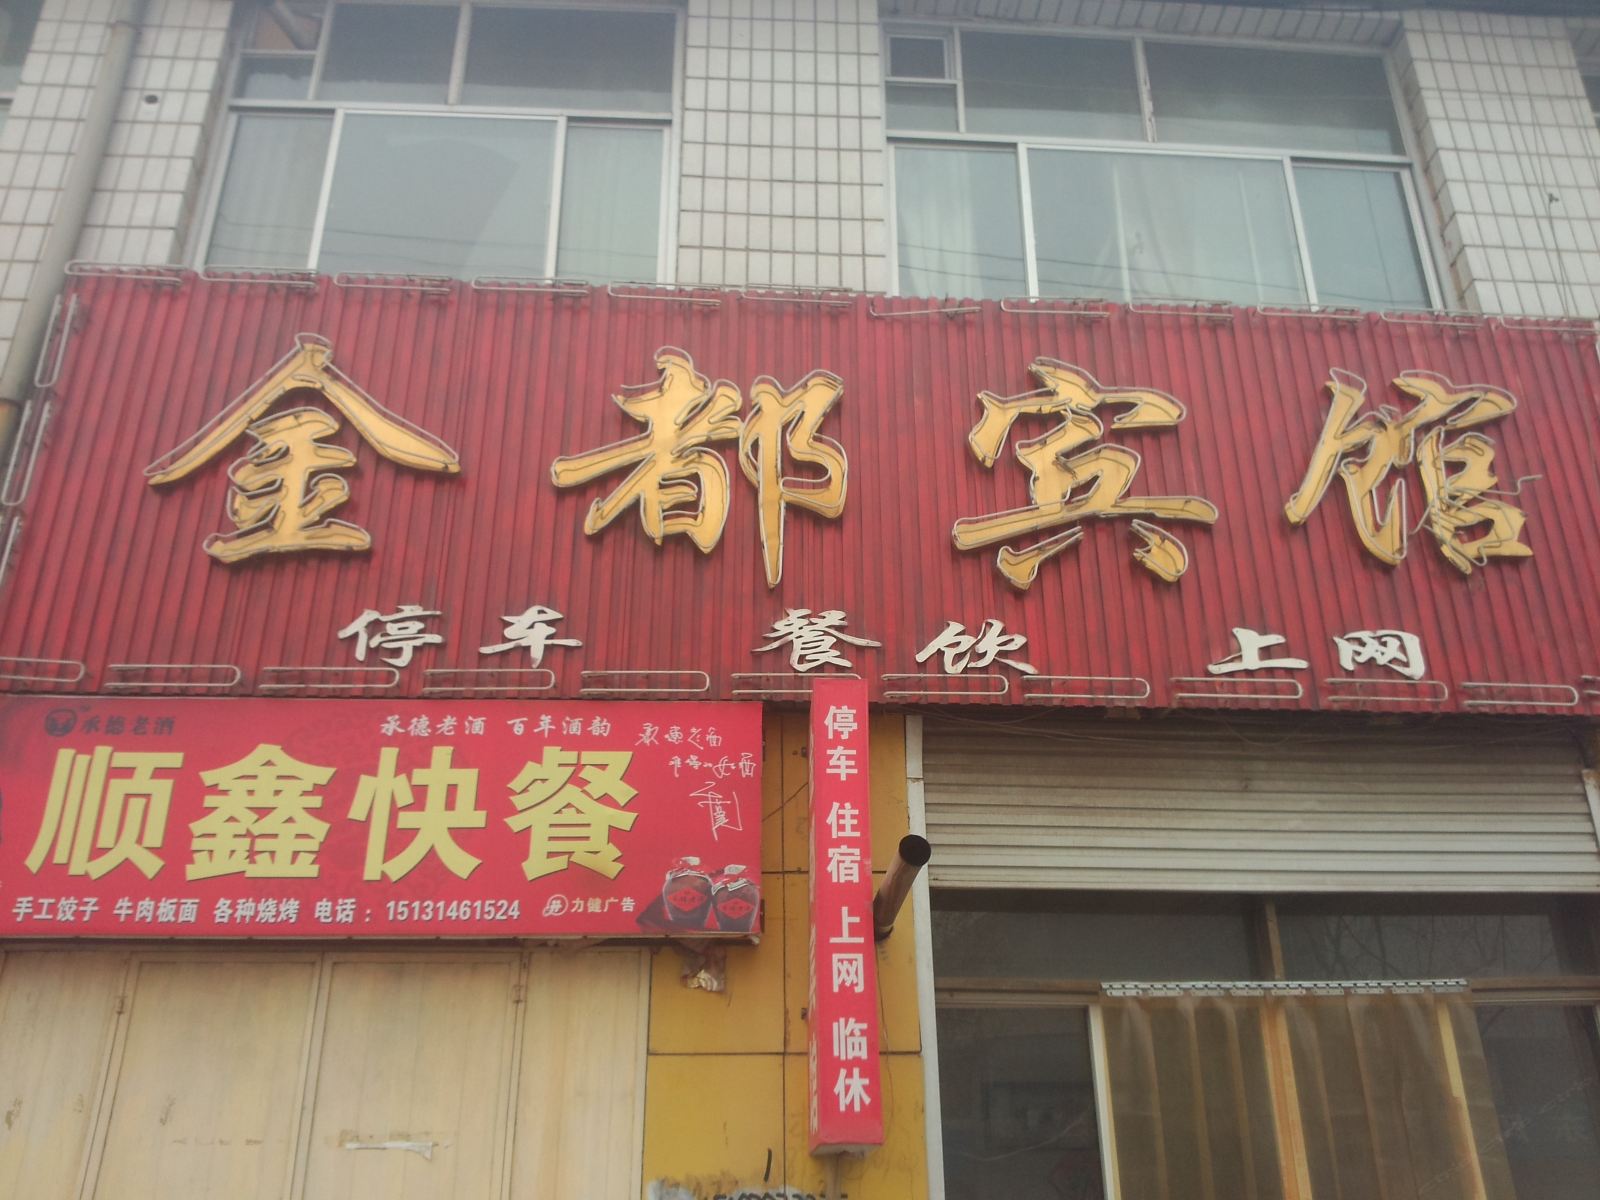 金都宾馆
停车 餐饮 上网
承德老酒 承德老酒 百年酒韵
顺鑫快餐
手工饺子 牛肉板面 各种烧烤 电话：15131461524 力健广告
停车 住宿 上网 临休